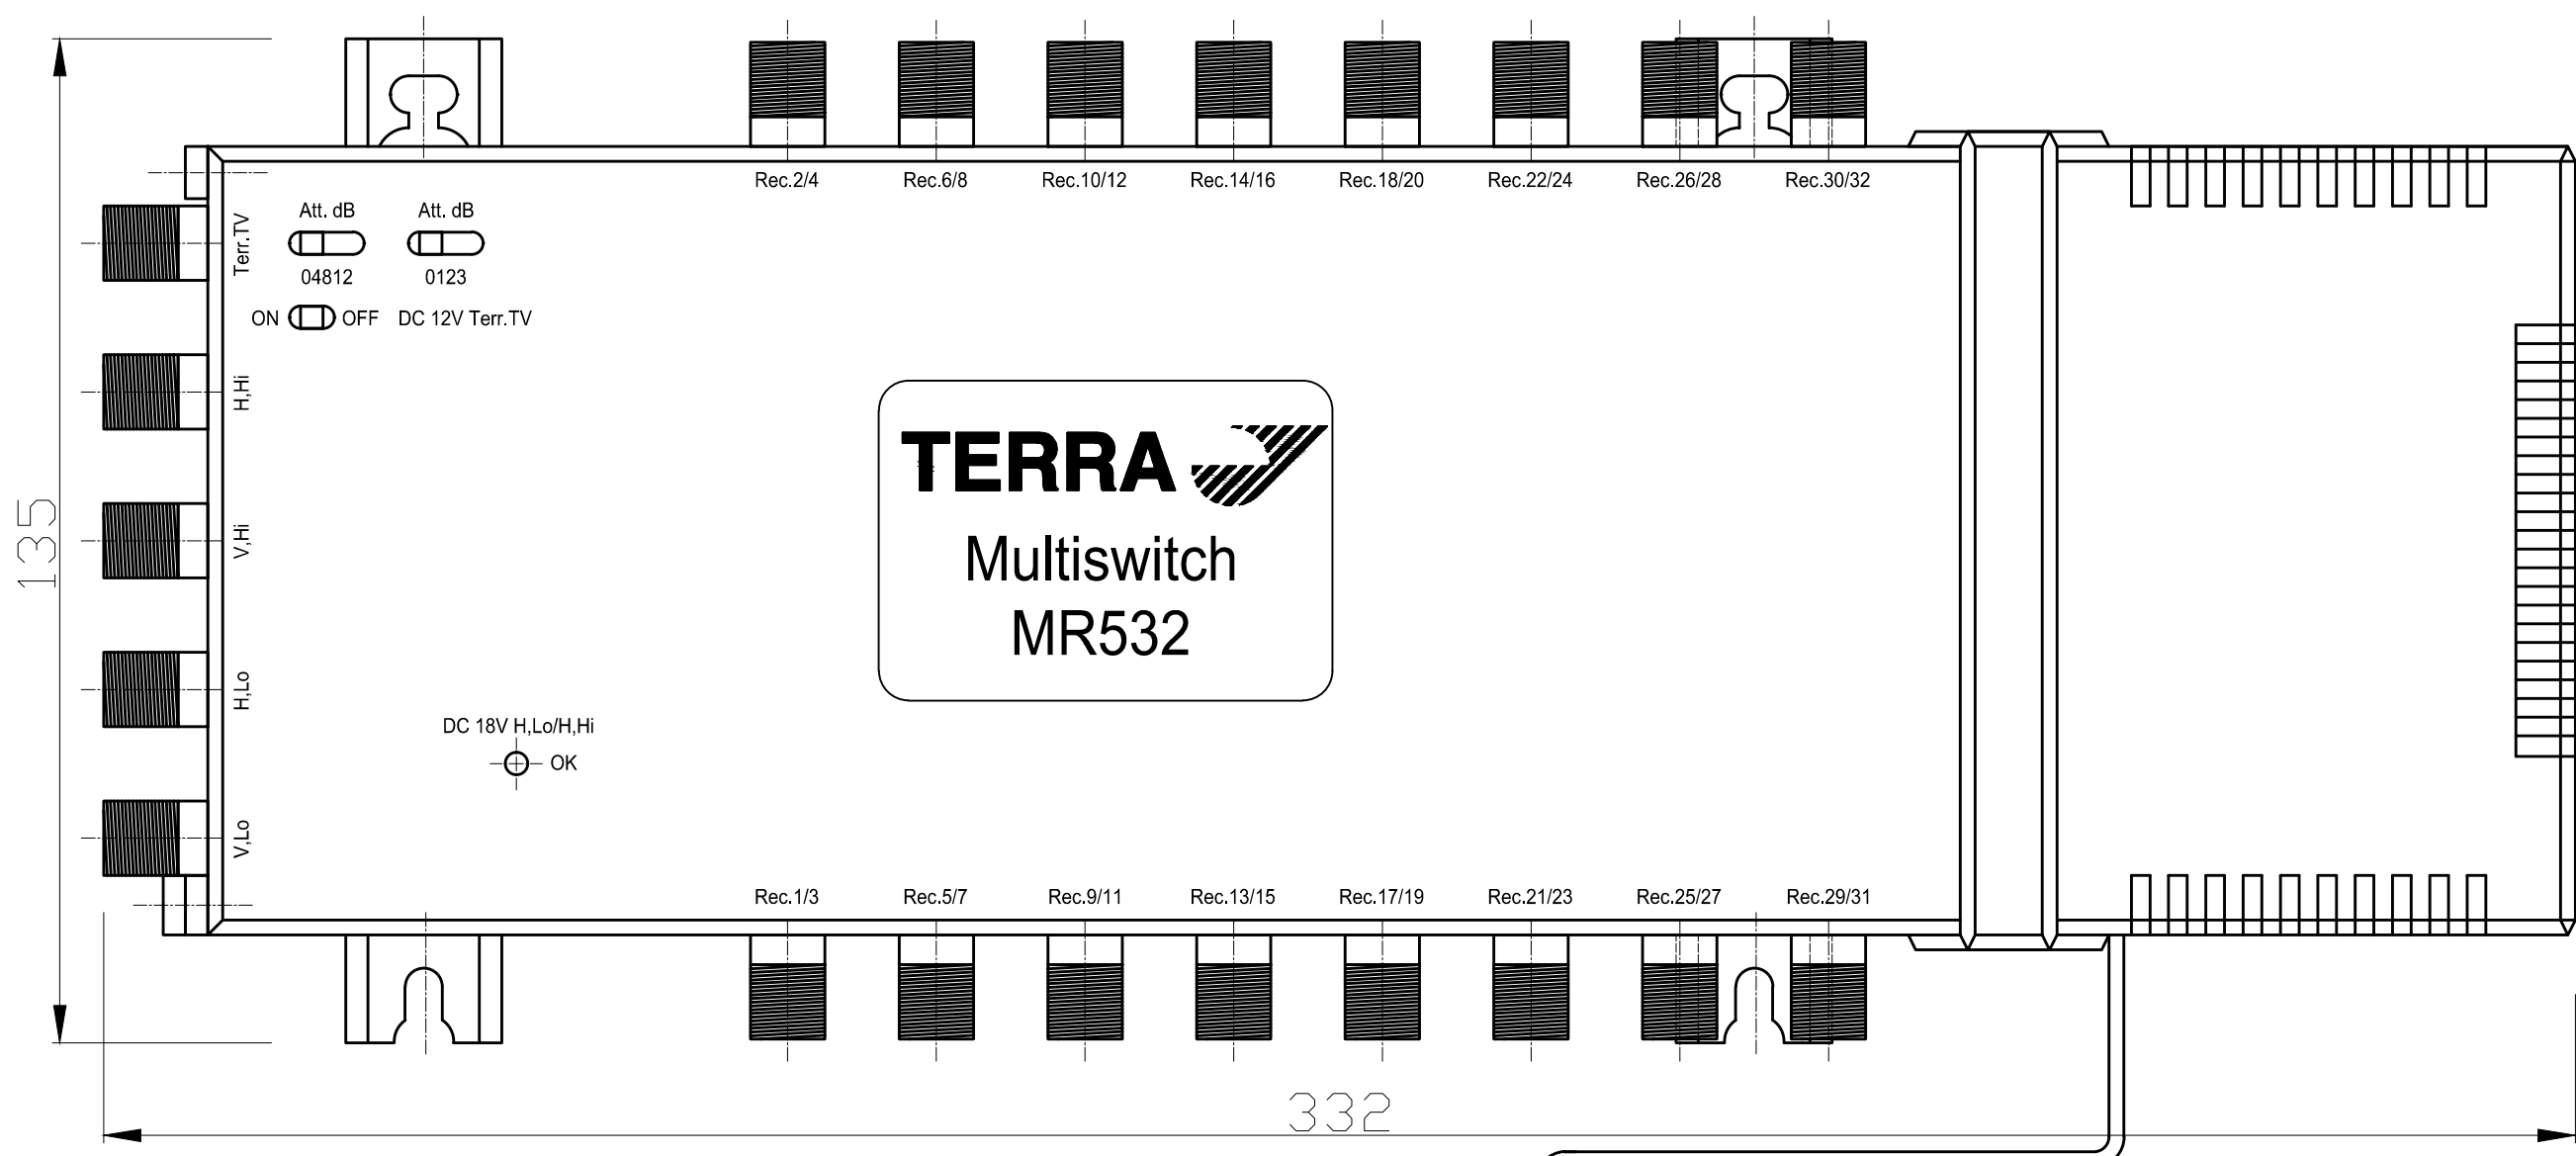 Rec.2/4 Rec.6/8 Rec.10/12 Rec.14/16 Rec.18/20 Rec.22/24 Rec.26/28 Rec.30/32
Att. dB Att. dB
04812 0123
ON OFF DC 12V Terr.TV
Terr.TV
H,Hi
V,Hi
H,Lo
V,Lo
135
TERRA
Multiswitch
MR532
DC 18V H,Lo/H,Hi
OK
Rec.1/3 Rec.5/7 Rec.9/11 Rec.13/15 Rec.17/19 Rec.21/23 Rec.25/27 Rec.29/31
332